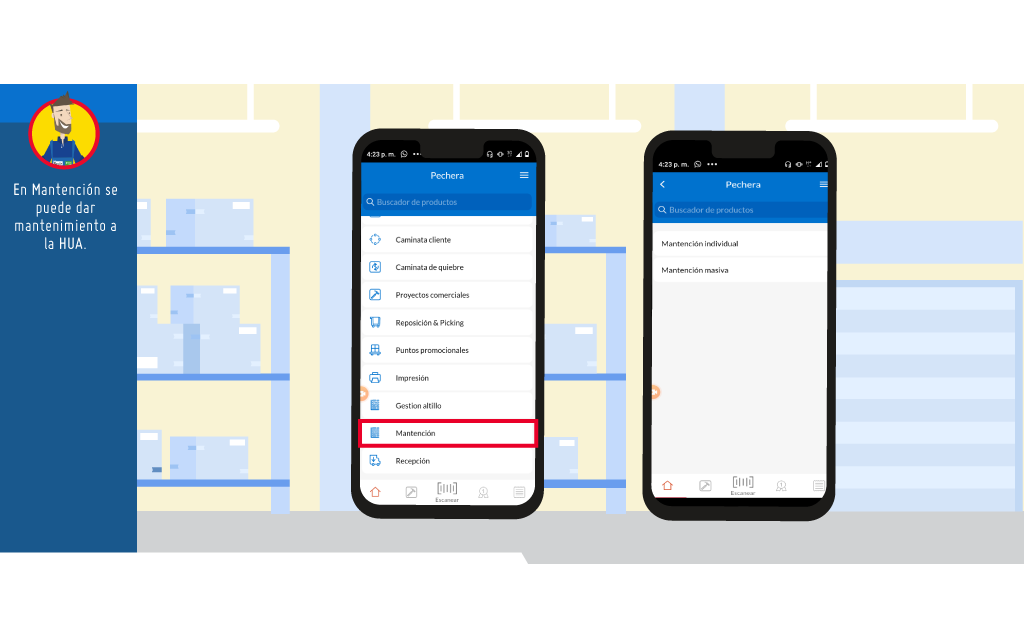 En Mantención se
puede dar
mantenimiento a
la HUA.
4:23 p. m.
Pechera
Buscador de productos
Caminata cliente
Caminata de quiebre
Proyectos comerciales
Reposición & Picking
Puntos promocionales
Impresión
Gestion altillo
Mantención
Recepción
Escanear
4:23 p. m.
Pechera
Buscador de productos
Mantención individual
Mantención masiva
Escanear